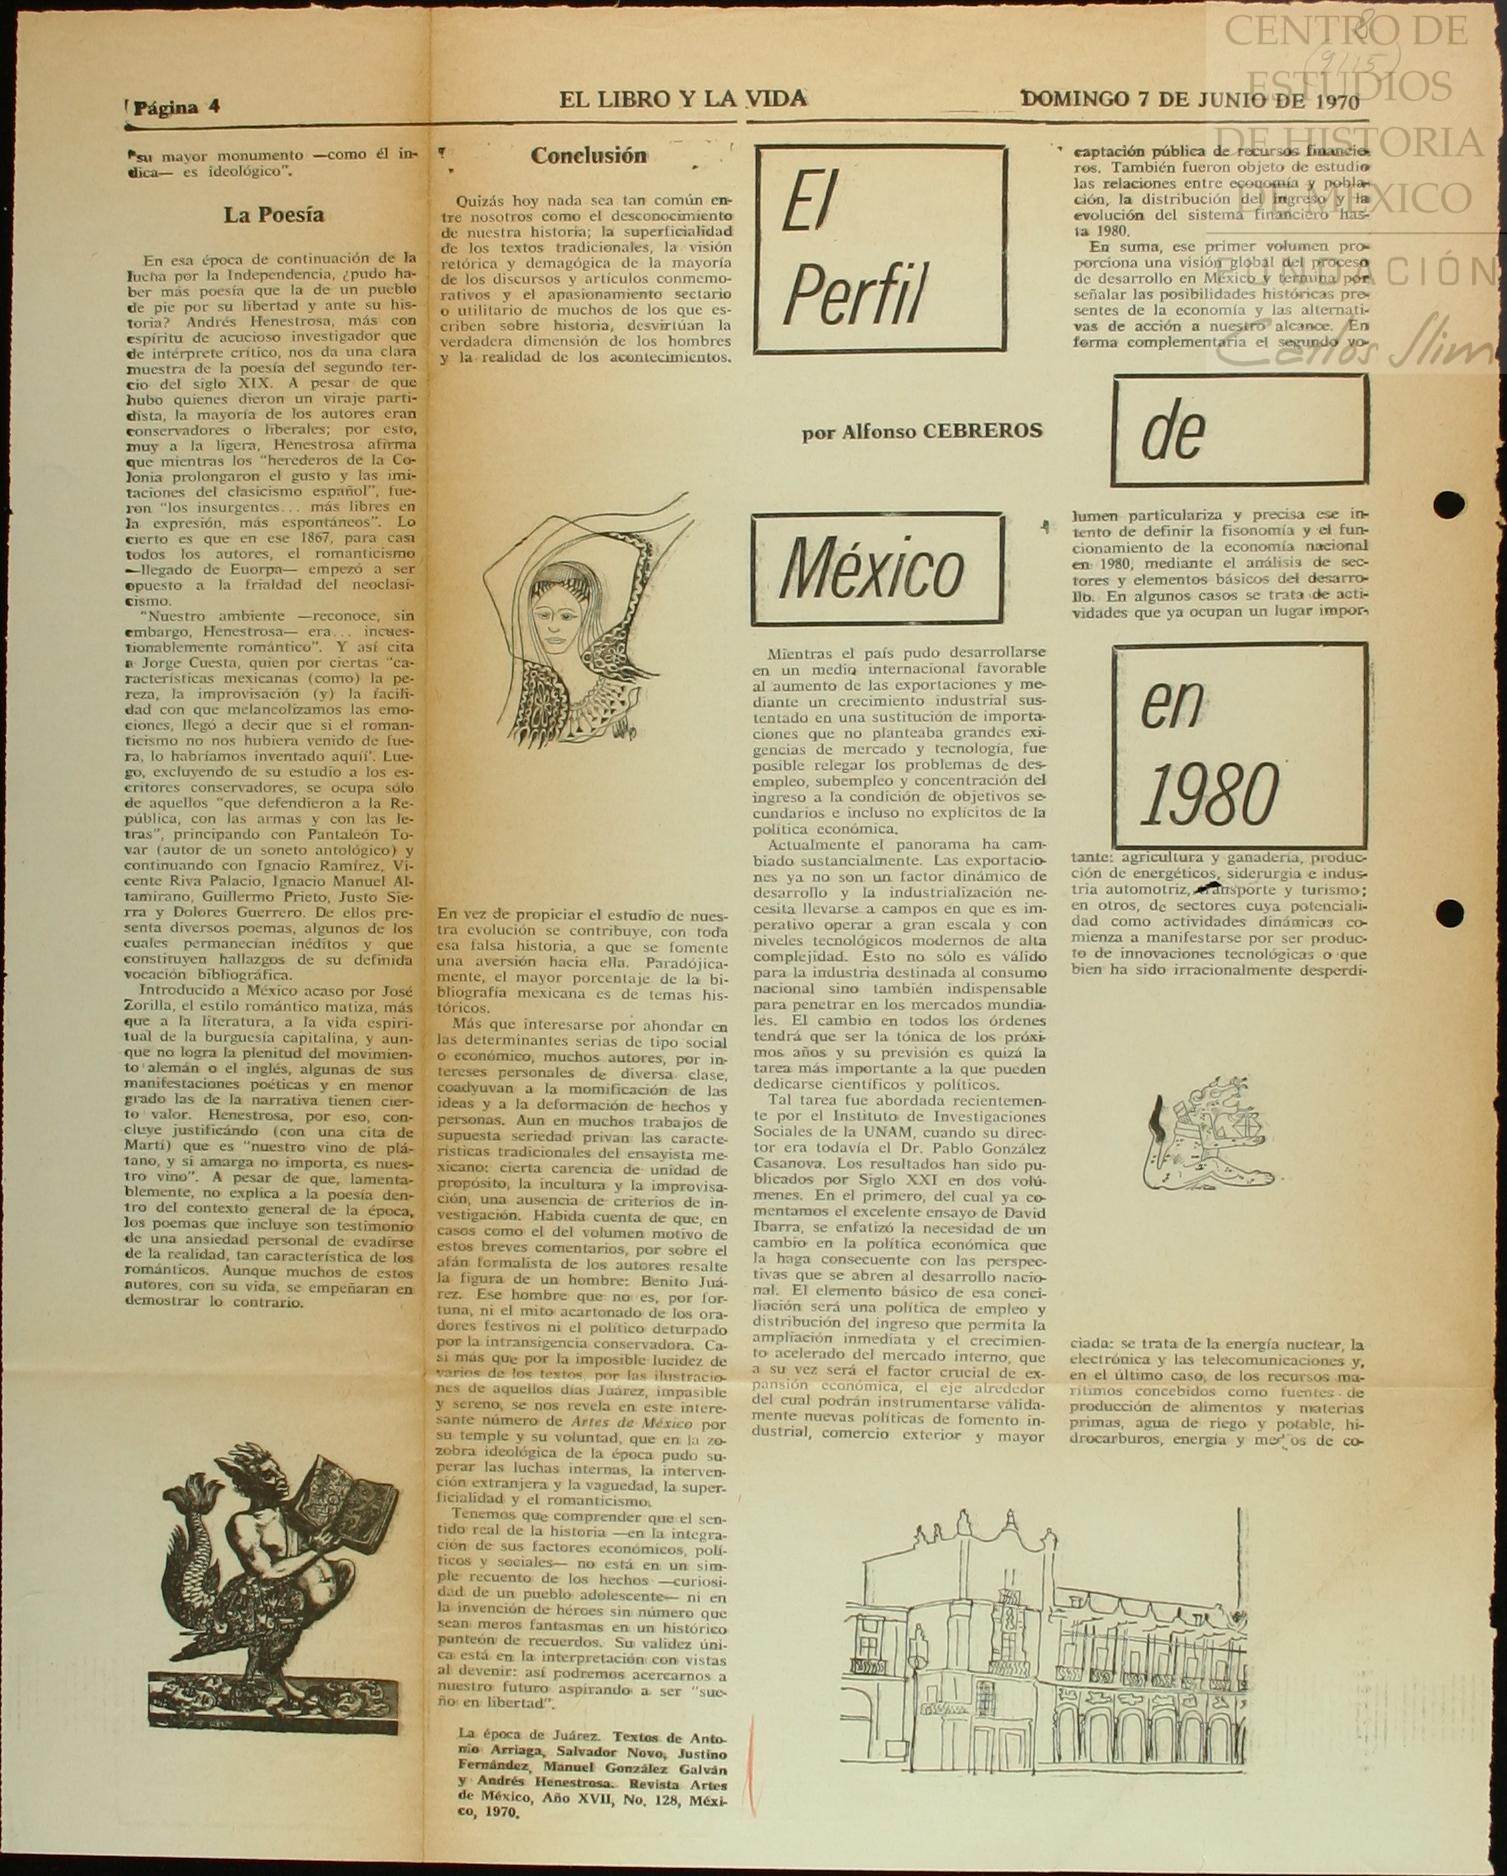 CENTRO DE
ESTUDIOS
DE HISTORIA
DE MÉXICO
FUNDACIÓN
Carlos Slim
8
(9/15)
Página 4
EL LIBRO Y LA VIDA
DOMINGO 7 DE JUNIO DE 1970
"su mayor monumento —como él in-
dica— es ideológico".
La Poesía
En esa época de continuación de la
lucha por la Independencia, ¿pudo ha-
ber más poesía que la de un pueblo
de pie por su libertad y ante su his-
toria? Andrés Henestrosa, más con
espíritu de acucioso investigador que
de intérprete crítico, nos da una clara
muestra de la poesía del segundo ter-
cio del siglo XIX. A pesar de que
hubo quienes dieron un viraje parti-
dista, la mayoría de los autores eran
conservadores o liberales; por esto,
muy a la ligera, Henestrosa afirma
que mientras los "herederos de la Co-
lonia prolongaron el gusto y las imi-
taciones del clasicismo español", fue-
ron "los insurgentes... más libres en
la expresión, más espontáneos". Lo
cierto es que en ese 1867, para casi
todos los autores, el romanticismo
—llegado de Euorpa— empezó a ser
opuesto a la frialdad del neoclasi-
cismo.
"Nuestro ambiente —reconoce, sin
embargo, Henestrosa— era... incues-
tionablemente romántico". Y así cita
a Jorge Cuesta, quien por ciertas "ca-
racterísticas mexicanas (como) la pe-
reza, la improvisación (y) la facili-
dad con que melancolizamos las emo-
ciones, llegó a decir que si el roman-
ticismo no nos hubiera venido de fue-
ra, lo habríamos inventado aquíí'. Lue-
go, excluyendo de su estudio a los es-
critores conservadores, se ocupa sólo
de aquellos "que defendieron a la Re-
pública, con las armas y con las le-
tras", principando con Pantaleón To-
var (autor de un soneto antológico) y
continuando con Ignacio Ramírez, Vi-
cente Riva Palacio, Ignacio Manuel Al-
tamirano, Guillermo Prieto, Justo Sie-
rra y Dolores Guerrero. De ellos pre-
senta diversos poemas, algunos de los
cuales permanecían inéditos y que
constituyen hallazgos de su definida
vocación bibliográfica.
Introducido a México acaso por José
Zorilla, el estilo romántico matiza, más
que a la literatura, a la vida espiri-
tual de la burguesía capitalina, y aun-
que no logra la plenitud del movimien-
to alemán o el inglés, algunas de sus
manifestaciones poéticas y en menor
grado las de la narrativa tienen cier-
to valor. Henestrosa, por eso, con-
cluye justificándo (con una cita de
Martí) que es "nuestro vino de plá-
tano, y si amarga no importa, es nues-
tro vino". A pesar de que, lamenta-
blemente, no explica a la poesía den-
tro del contexto general de la época,
los poemas que incluye son testimonio
de una ansiedad personal de evadirse
de la realidad, tan característica de los
románticos. Aunque muchos de estos
autores, con su vida, se empeñaran en
demostrar lo contrario.
Conclusión
Quizás hoy nada sea tan común en-
tre nosotros como el desconocimiento
de nuestra historia; la superficialidad
de los textos tradicionales, la visión
retórica y demagógica de la mayoría
de los discursos y artículos conmemo-
rativos y el apasionamiento sectario
o utilitario de muchos de los que es-
criben sobre historia, desvirtúan la
verdadera dimensión de los hombres
y la realidad de los acontecimientos.
En vez de propiciar el estudio de nues-
tra evolución se contribuye, con toda
esa falsa historia, a que se fomente
una aversión hacia ella. Paradójica-
mente, el mayor porcentaje de la bi-
bliografía mexicana es de temas his-
tóricos.
Más que interesarse por ahondar en
las determinantes serias de tipo social
o económico, muchos autores, por in-
tereses personales de diversa clase,
coadyuvan a la momificación de las
ideas y a la deformación de hechos y
personas. Aun en muchos trabajos de
supuesta seriedad privan las caracte-
rísticas tradicionales del ensayista me-
xicano: cierta carencia de unidad de
propósito, la incultura y la improvisa-
ción, una ausencia de criterios de in-
vestigación. Habida cuenta de que, en
casos como el del volumen motivo de
estos breves comentarios, por sobre el
afán formalista de los autores resalte
la figura de un hombre: Benito Juá-
rez. Ese hombre que no es, por for-
tuna, ni el mito acartonado de los ora-
dores festivos ni el político deturpado
por la intransigencia conservadora. Ca-
si más que por la imposible lucidez de
varios de los textos, por las ilustracio-
nes de aquellos días Juárez, impasible
y sereno, se nos revela en este intere-
sante número de Artes de México por
su temple y su voluntad, que en la zo-
zobra ideológica de la época pudo su-
perar las luchas internas, la interven-
ción extranjera y la vaguedad, la super-
ficialidad y el romanticismo.
Tenemos que comprender que el sen-
tido real de la historia —en la integra-
ción de sus factores económicos, polí-
ticos y sociales— no está en un sim-
ple recuento de los hechos —curiosi-
dad de un pueblo adolescente— ni en
la invención de héroes sin número que
sean meros fantasmas en un histórico
panteón de recuerdos. Su validez úni-
ca está en la interpretación con vistas
al devenir: así podremos acercarnos a
nuestro futuro aspirando a ser "sue-
ño en libertad".
La época de Juárez. Textos de Anto-
nio Arriaga, Salvador Novo, Justino
Fernández, Manuel González Galván
y Andrés Henestrosa. Revista Artes
de México, Año XVII, No. 128, Méxi-
co, 1970.
El
Perfil
por Alfonso CEBREROS
de
México
en
1980
Mientras el país pudo desarrollarse
en un medio internacional favorable
al aumento de las exportaciones y me-
diante un crecimiento industrial sus-
tentado en una sustitución de importa-
ciones que no planteaba grandes exi-
gencias de mercado y tecnología, fue
posible relegar los problemas de des-
empleo, subempleo y concentración del
ingreso a la condición de objetivos se-
cundarios e incluso no explícitos de la
política económica.
Actualmente el panorama ha cam-
biado sustancialmente. Las exportacio-
nes ya no son un factor dinámico de
desarrollo y la industrialización ne-
cesita llevarse a campos en que es im-
perativo operar a gran escala y con
niveles tecnológicos modernos de alta
complejidad. Esto no sólo es válido
para la industria destinada al consumo
nacional sino también indispensable
para penetrar en los mercados mundia-
les. El cambio en todos los órdenes
tendrá que ser la tónica de los próxi-
mos años y su previsión es quizá la
tarea más importante a la que pueden
dedicarse científicos y políticos.
Tal tarea fue abordada recientemen-
te por el Instituto de Investigaciones
Sociales de la UNAM, cuando su direc-
tor era todavía el Dr. Pablo González
Casanova. Los resultados han sido pu-
blicados por Siglo XXI en dos volú-
menes. En el primero, del cual ya co-
mentamos el excelente ensayo de David
Ibarra, se enfatizó la necesidad de un
cambio en la política económica que
la haga consecuente con las perspec-
tivas que se abren al desarrollo nacio-
nal. El elemento básico de esa conci-
liación será una política de empleo y
distribución del ingreso que permita la
ampliación inmediata y el crecimien-
to acelerado del mercado interno, que
a su vez será el factor crucial de ex-
pansión económica, el eje alrededor
del cual podrán instrumentarse válida-
mente nuevas políticas de fomento in-
dustrial, comercio exterior y mayor
captación pública de recursos financie-
ros. También fueron objeto de estudio
las relaciones entre economía y pobla-
ción, la distribución del ingreso y la
evolución del sistema financiero has-
ta 1980.
En suma, ese primer volumen pro-
porciona una visión global del proceso
de desarrollo en México y termina por
señalar las posibilidades históricas pre-
sentes de la economía y las alternati-
vas de acción a nuestro alcance. En
forma complementaria el segundo vo-
lumen particulariza y precisa ese in-
tento de definir la fisonomía y el fun-
cionamiento de la economía nacional
en 1980, mediante el análisis de sec-
tores y elementos básicos del desarro-
llo. En algunos casos se trata de acti-
vidades que ya ocupan un lugar impor-
tante: agricultura y ganadería, produc-
ción de energéticos, siderurgia e indus-
tria automotriz, transporte y turismo;
en otros, de sectores cuya potenciali-
dad como actividades dinámicas co-
mienza a manifestarse por ser produc-
to de innovaciones tecnológicas o que
bien ha sido irracionalmente desperdi-
ciada: se trata de la energía nuclear, la
electrónica y las telecomunicaciones y,
en el último caso, de los recursos ma-
rítimos concebidos como fuentes de
producción de alimentos y materias
primas, agua de riego y potable, hi-
drocarburos, energía y medios de co-